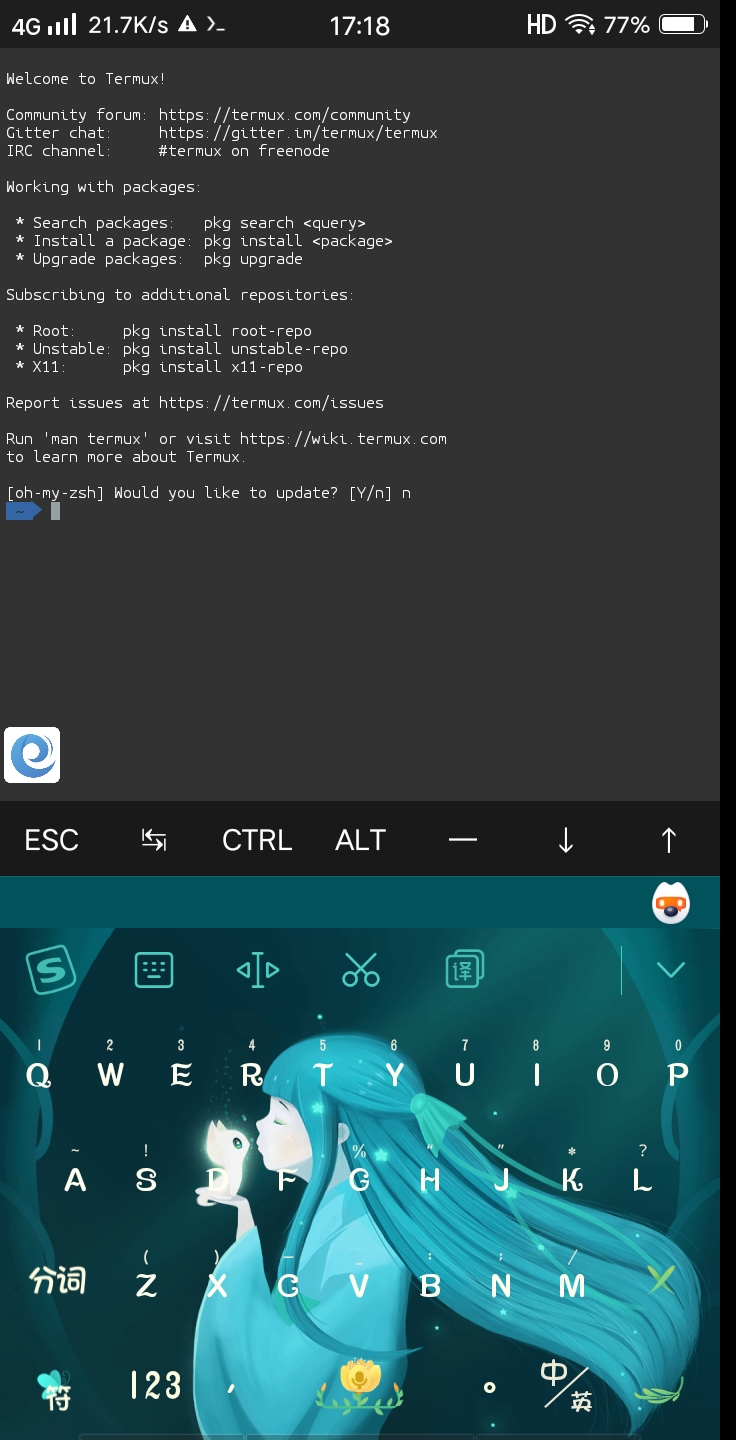 4G 21.7K/s 17:18 HD 77%
Welcome to Termux!
Community forum: https://termux.com/community
Gitter chat: https://gitter.im/termux/termux
IRC channel: #termux on freenode
Working with packages:
* Search packages: pkg search <query>
* Install a package: pkg install <package>
* Upgrade packages: pkg upgrade
Subscribing to additional repositories:
* Root: pkg install root-repo
* Unstable: pkg install unstable-repo
* X11: pkg install x11-repo
Report issues at https://termux.com/issues
Run 'man termux' or visit https://wiki.termux.com
to learn more about Termux.
[oh-my-zsh] Would you like to update? [Y/n] n
~
ESC ↹ CTRL ALT — ↓ ↑
S 译
1 2 3 4 5 6 7 8 9 0
Q W E R T Y U I O P
~ ! % “ ” * ?
A S D F G H J K L
( ) — _ : ; /
分词 Z X C V B N M
符 123 , 。 中/英